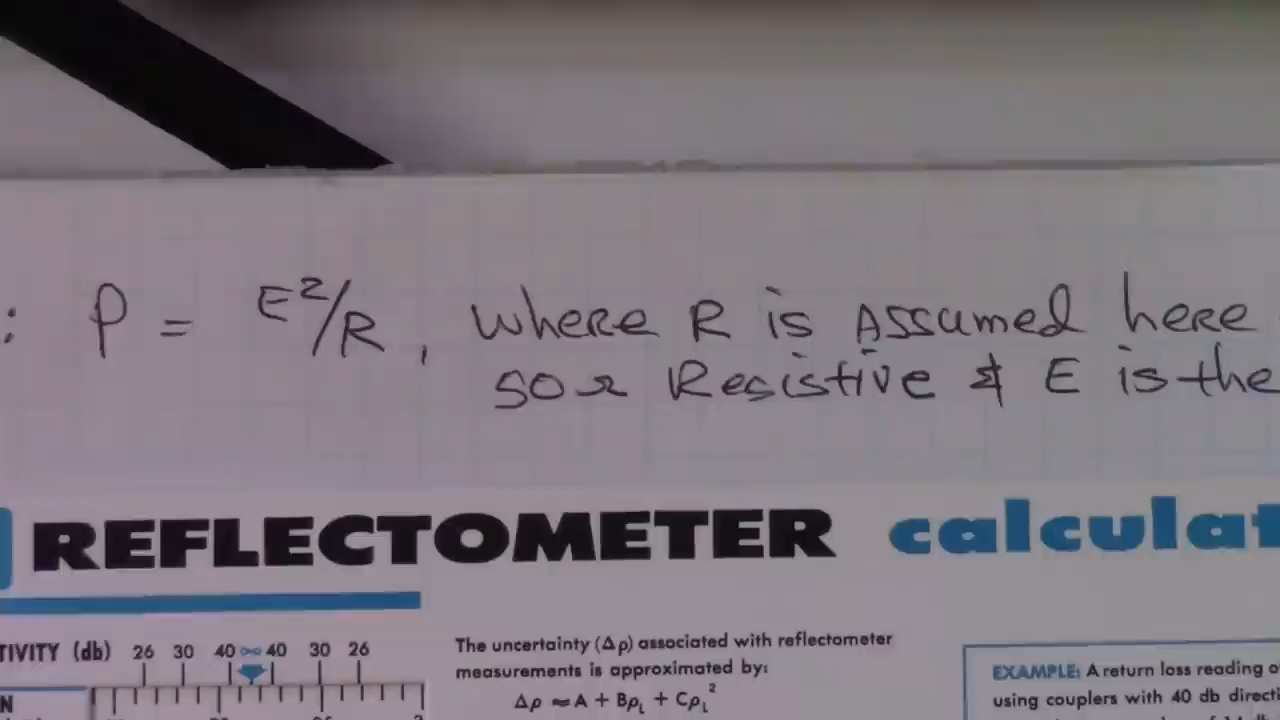 : P = E²/R, where R is Assumed here
50Ω Resistive & E is the
REFLECTOMETER calculat
TIVITY (db) 26 30 40 ∞ 40 30 26
N
The uncertainty (Δρ) associated with reflectometer
measurements is approximated by:
Δρ ≈ A + Bρ_L + Cρ_L²
EXAMPLE: A return loss reading o
using couplers with 40 db directi